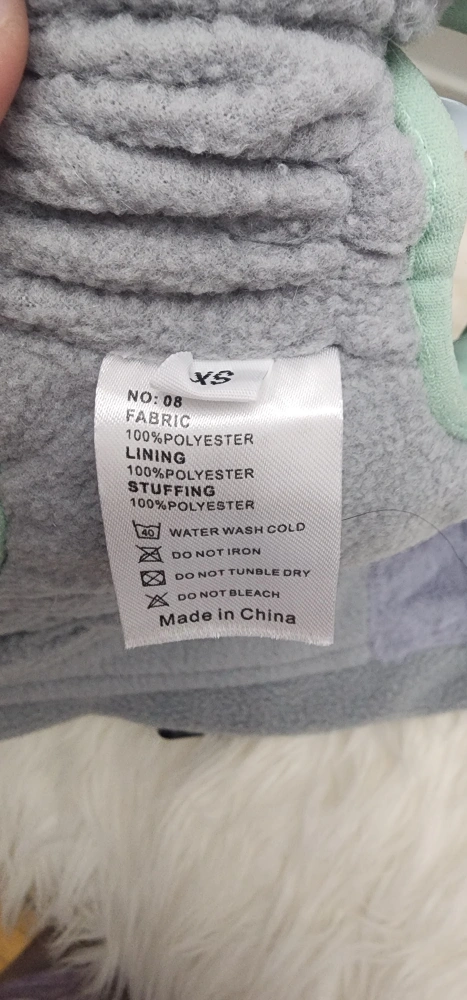 XS
NO: 08
FABRIC
100%POLYESTER
LINING
100%POLYESTER
STUFFING
100%POLYESTER
40 WATER WASH COLD
DO NOT IRON
DO NOT TUNBLE DRY
DO NOT BLEACH
Made in China